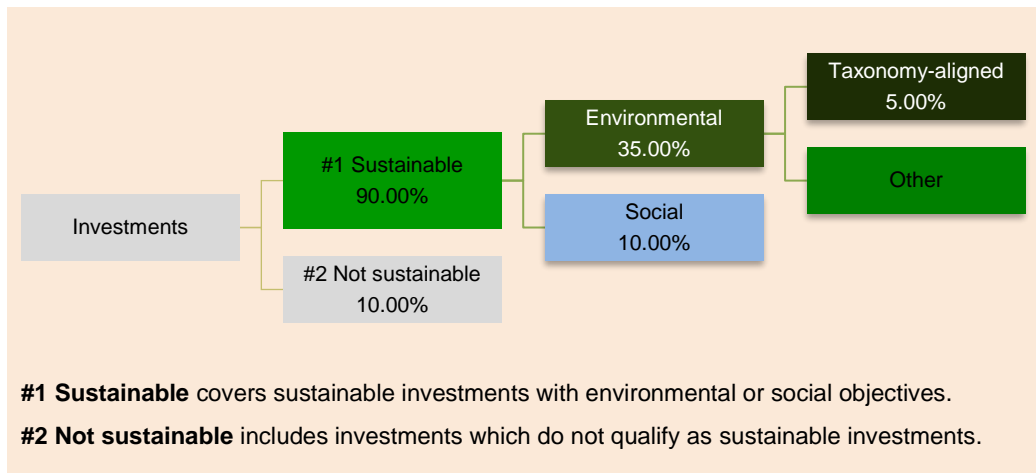 Investments
#1 Sustainable
90.00%
#2 Not sustainable
10.00%
Environmental
35.00%
Social
10.00%
Taxonomy-aligned
5.00%
Other
#1 Sustainable covers sustainable investments with environmental or social objectives.
#2 Not sustainable includes investments which do not qualify as sustainable investments.